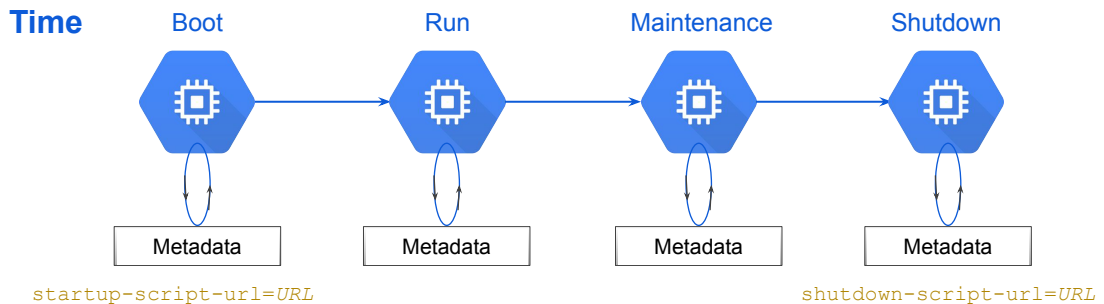 Time
Boot
Run
Maintenance
Shutdown
Metadata
Metadata
Metadata
Metadata
startup-script-url=URL
shutdown-script-url=URL